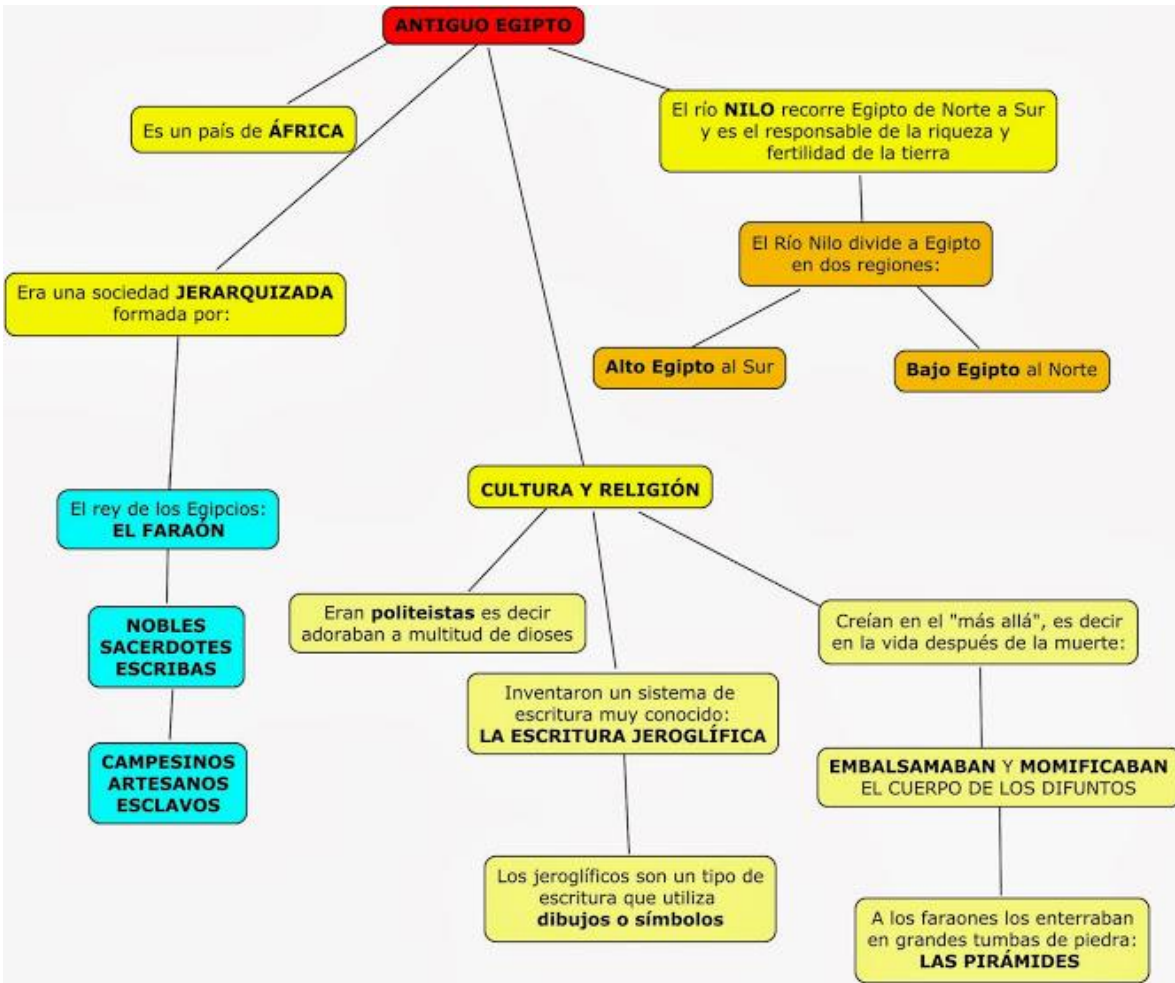 ANTIGUO EGIPTO
Es un país de ÁFRICA
El río NILO recorre Egipto de Norte a Sur
y es el responsable de la riqueza y
fertilidad de la tierra
El Río Nilo divide a Egipto
en dos regiones:
Alto Egipto al Sur
Bajo Egipto al Norte
Era una sociedad JERARQUIZADA
formada por:
El rey de los Egipcios:
EL FARAÓN
NOBLES
SACERDOTES
ESCRIBAS
CAMPESINOS
ARTESANOS
ESCLAVOS
CULTURA Y RELIGIÓN
Eran politeistas es decir
adoraban a multitud de dioses
Inventaron un sistema de
escritura muy conocido:
LA ESCRITURA JEROGLÍFICA
Los jeroglíficos son un tipo de
escritura que utiliza
dibujos o símbolos
Creían en el "más allá", es decir
en la vida después de la muerte:
EMBALSAMABAN Y MOMIFICABAN
EL CUERPO DE LOS DIFUNTOS
A los faraones los enterraban
en grandes tumbas de piedra:
LAS PIRÁMIDES